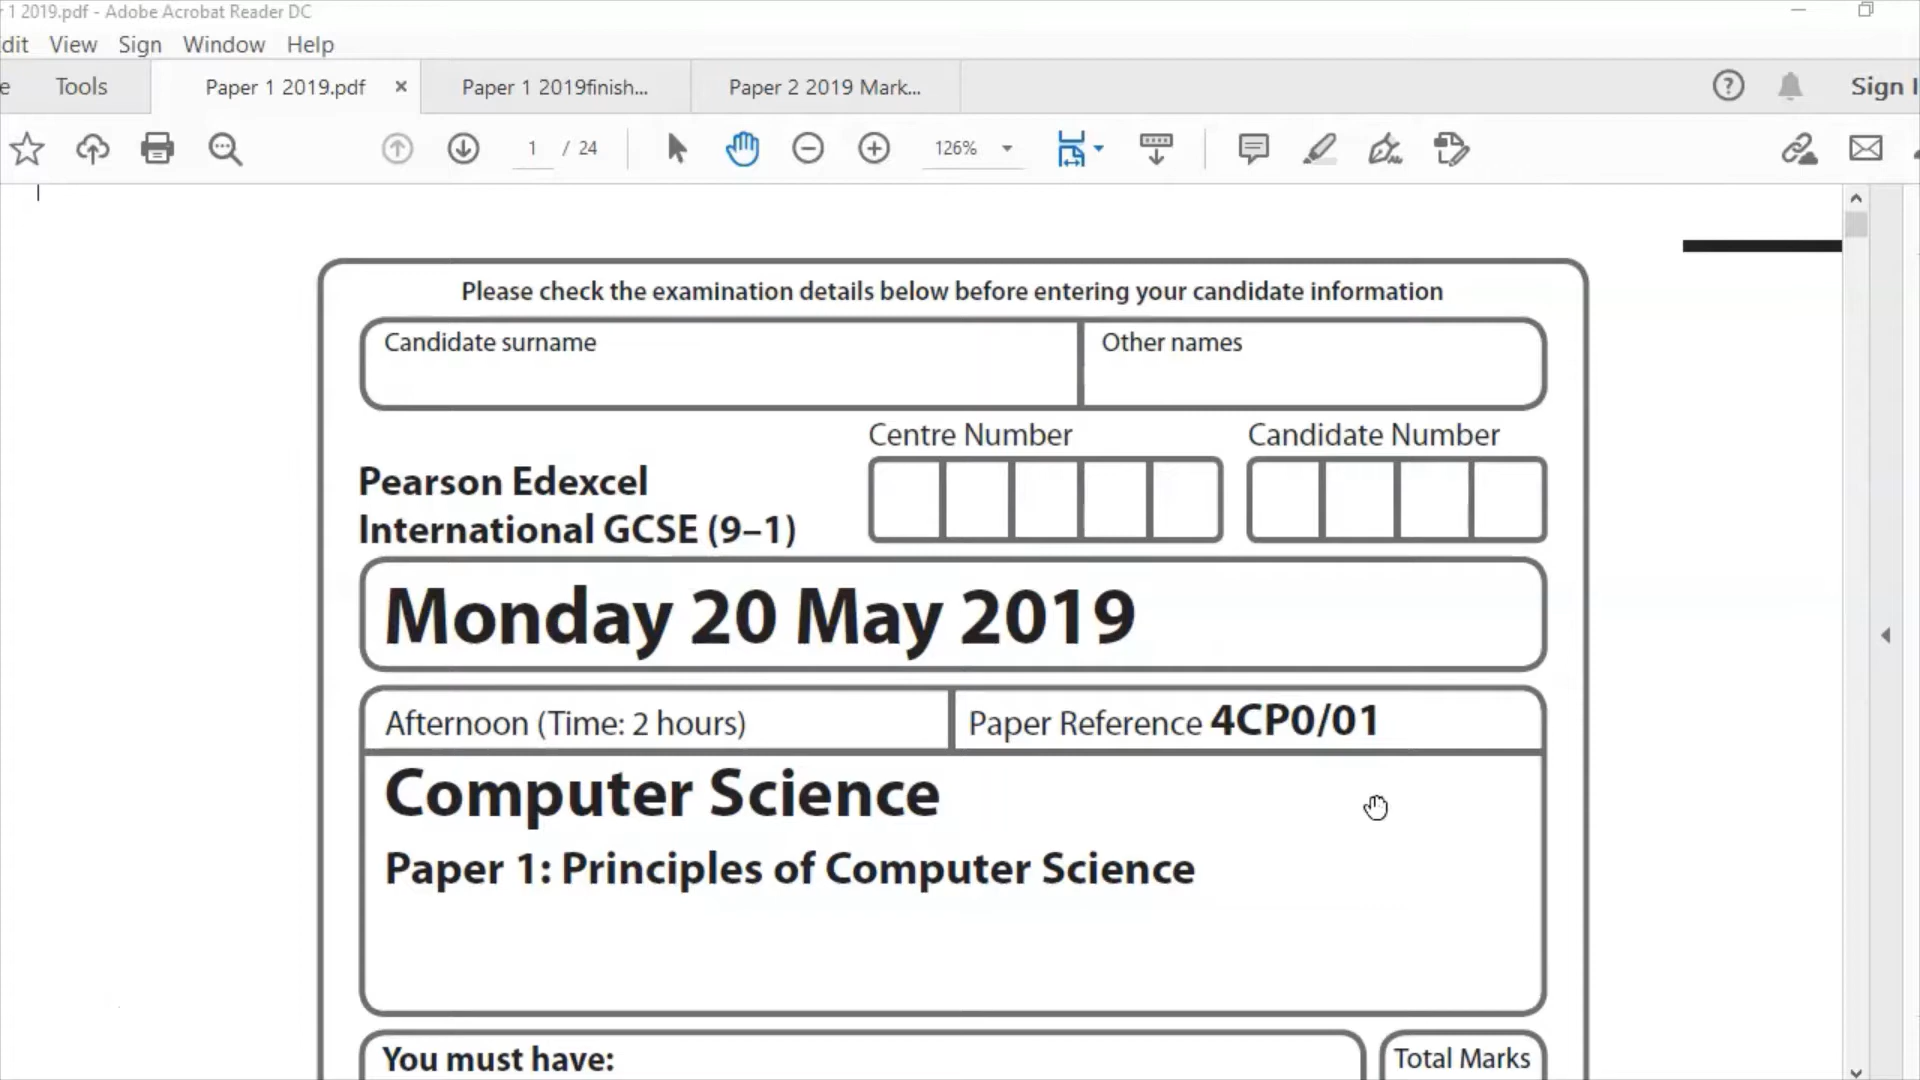 r 1 2019.pdf - Adobe Acrobat Reader DC
dit View Sign Window Help
e Tools Paper 1 2019.pdf × Paper 1 2019finish... Paper 2 2019 Mark... Sign I
1 / 24 126%
Please check the examination details below before entering your candidate information
Candidate surname Other names
Centre Number Candidate Number
Pearson Edexcel
International GCSE (9–1)
Monday 20 May 2019
Afternoon (Time: 2 hours) Paper Reference 4CP0/01
Computer Science
Paper 1: Principles of Computer Science
You must have: Total Marks